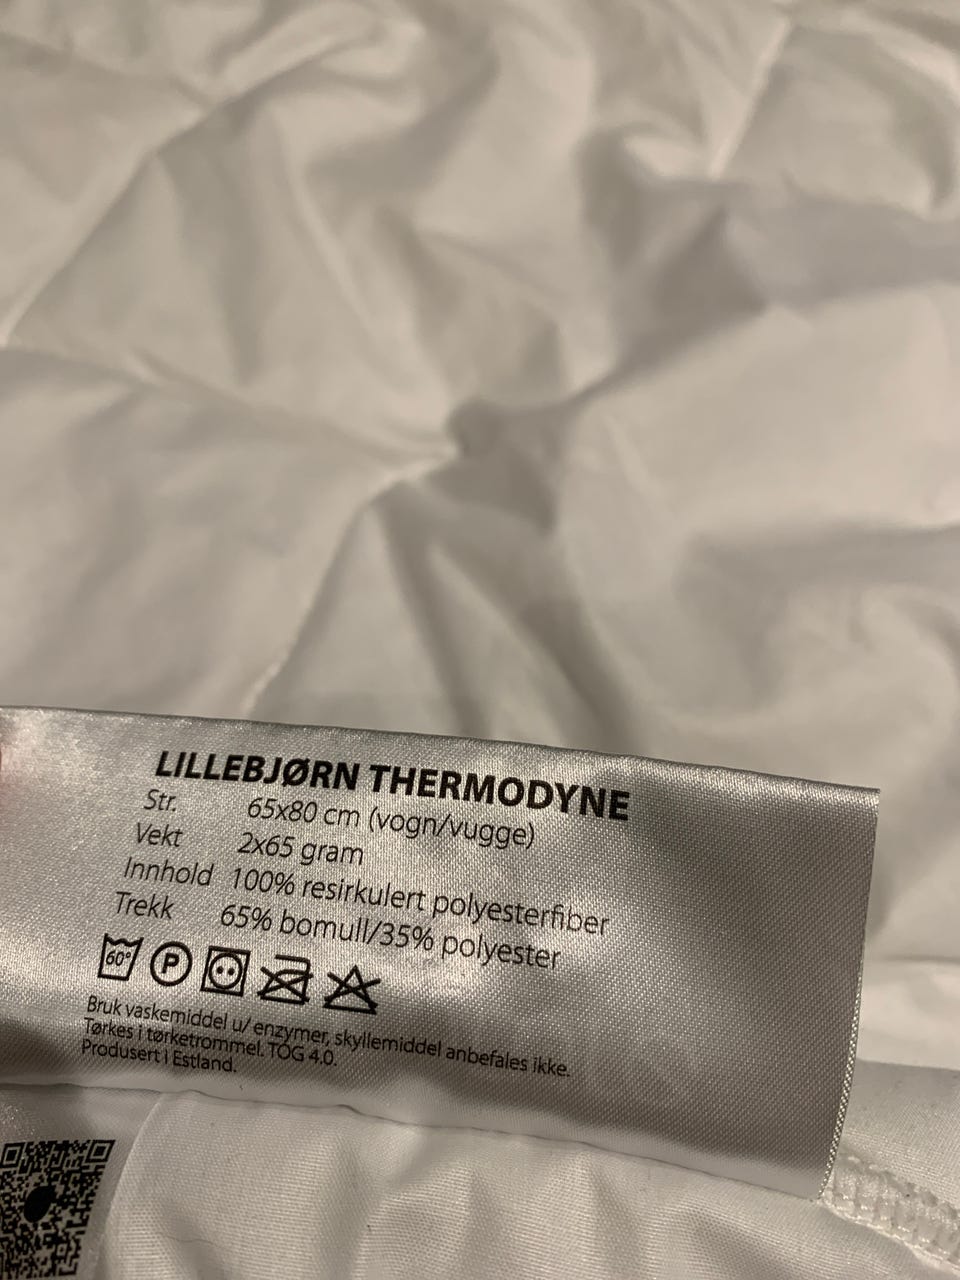 LILLEBJØRN THERMODYNE
Str. 65x80 cm (vogn/vugge)
Vekt 2x65 gram
Innhold 100% resirkulert polyesterfiber
Trekk 65% bomull/35% polyester
60° P
Bruk vaskemiddel u/ enzymer, skyllemiddel anbefales ikke.
Tørkes i tørketrommel. TOG 4.0.
Produsert i Estland.